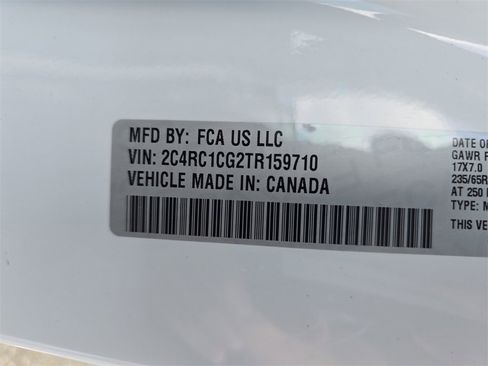 MFD BY: FCA US LLC
VIN: 2C4RC1CG2TR159710
VEHICLE MADE IN: CANADA
DATE OF
GAWR F
17X7.0
235/65R
AT 250
TYPE: M
THIS VE